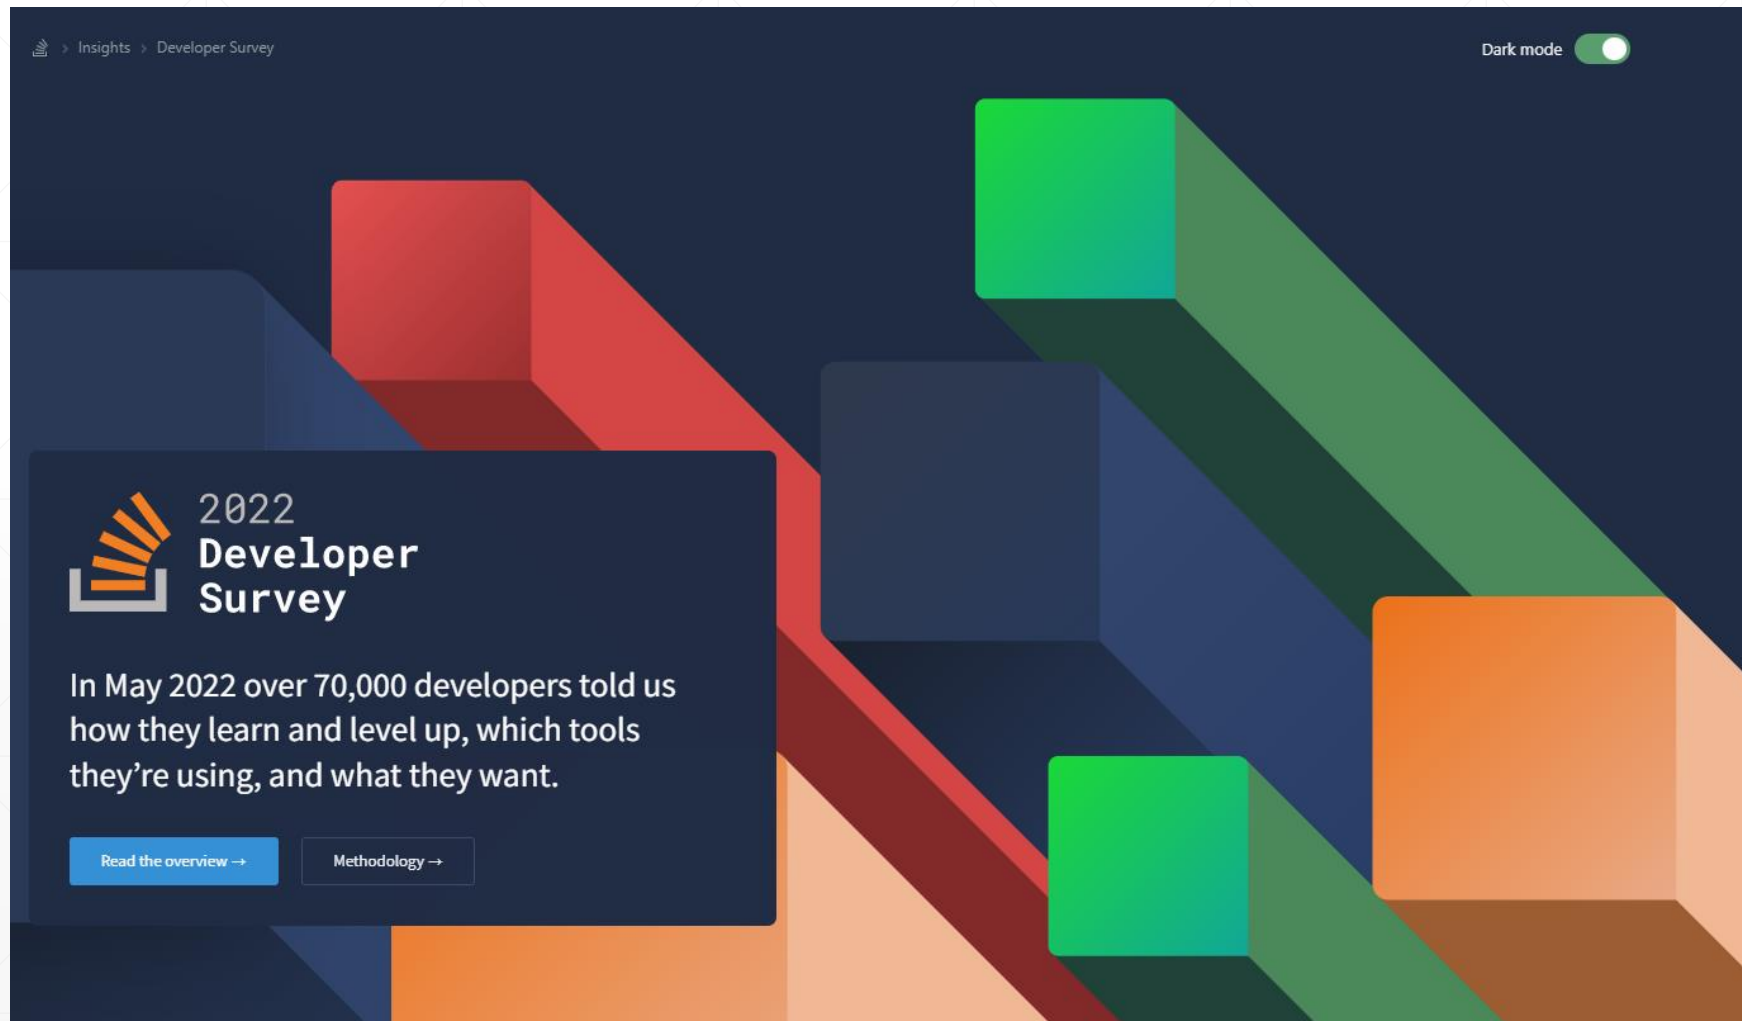 > Insights > Developer Survey
Dark mode
2022
Developer
Survey
In May 2022 over 70,000 developers told us
how they learn and level up, which tools
they're using, and what they want.
Read the overview →
Methodology →